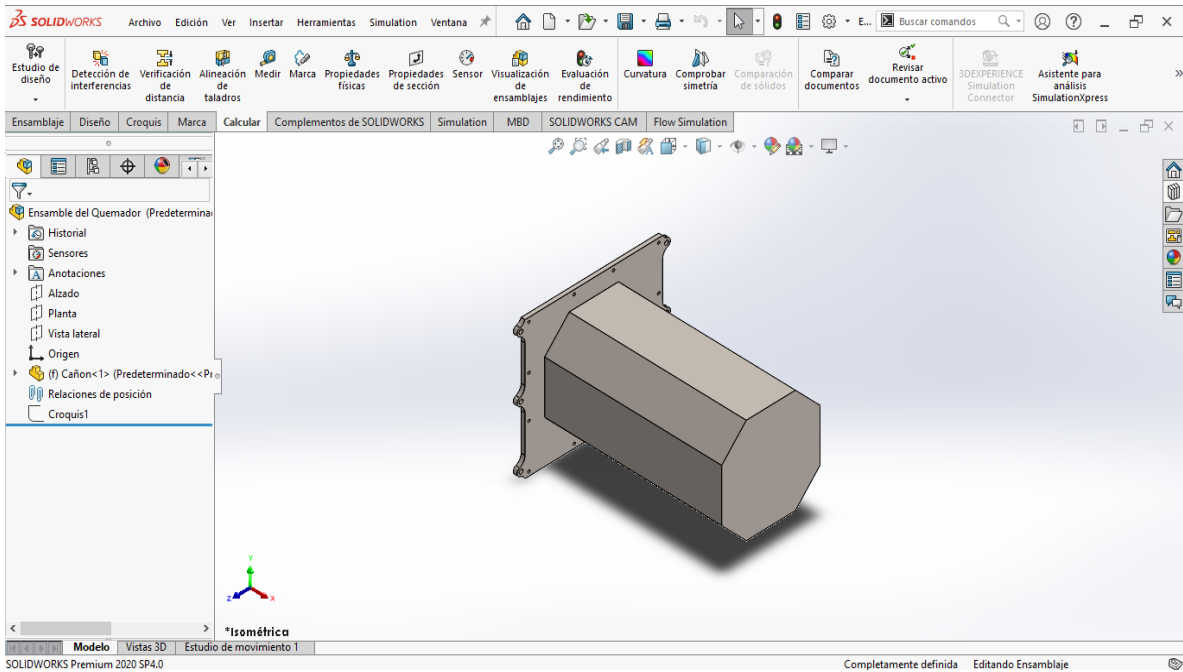 SOLIDWORKS Archivo Edición Ver Insertar Herramientas Simulation Ventana E... Buscar comandos
Estudio de diseño
Detección de interferencias
Verificación de distancia
Alineación de taladros
Medir
Marca
Propiedades físicas
Propiedades de sección
Sensor
Visualización de ensamblajes
Evaluación de rendimiento
Curvatura
Comprobar simetría
Comparación de sólidos
Comparar documentos
Revisar documento activo
3DEXPERIENCE Simulation Connector
Asistente para análisis SimulationXpress
Ensamblaje Diseño Croquis Marca Calcular Complementos de SOLIDWORKS Simulation MBD SOLIDWORKS CAM Flow Simulation
Ensamble del Quemador (Predetermina
Historial
Sensores
A Anotaciones
Alzado
Planta
Vista lateral
Origen
(f) Cañon<1> (Predeterminado<<Pr
Relaciones de posición
Croquis1
Y
Z X
*Isométrica
Modelo Vistas 3D Estudio de movimiento 1
SOLIDWORKS Premium 2020 SP4.0 Completamente definida Editando Ensamblaje